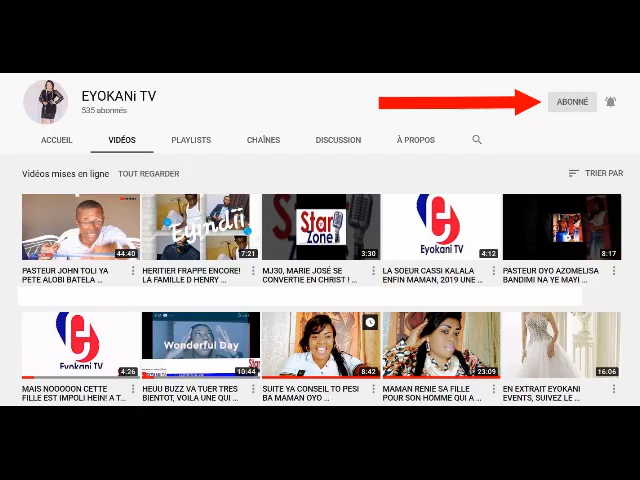 EYOKANi TV
535 abonnés
ABONNÉ
ACCUEIL VIDÉOS PLAYLISTS CHAÎNES DISCUSSION À PROPOS
Vidéos mises en ligne TOUT REGARDER TRIER PAR
44:40
Eyindii
7:21
Star Zone
3:30
Eyokani TV
4:12
8:17
PASTEUR JOHN TOLI YA
PETE ALOBI BATELA ...
HERITIER FRAPPE ENCORE!
LA FAMILLE D HENRY ...
MJ30, MARIE JOSÉ SE
CONVERTIE EN CHRIST ! ...
LA SOEUR CASSI KALALA
ENFIN MAMAN, 2019 UNE ...
PASTEUR OYO AZOMELISA
BANDIMI NA YE MAYI ...
Eyokani TV
4:26
Wonderful Day
10:44
8:42
23:09
16:06
MAIS NOOOOON CETTE
FILLE EST IMPOLI HEIN! A T...
HEUU BUZZ VA TUER TRES
BIENTOT, VOILA UNE QUI ...
SUITE YA CONSEIL TO PESI
BA MAMAN OYO ...
MAMAN RENIE SA FILLE
POUR SON HOMME QUI A ...
EN EXTRAIT EYOKANI
EVENTS, SUIVEZ LE ...